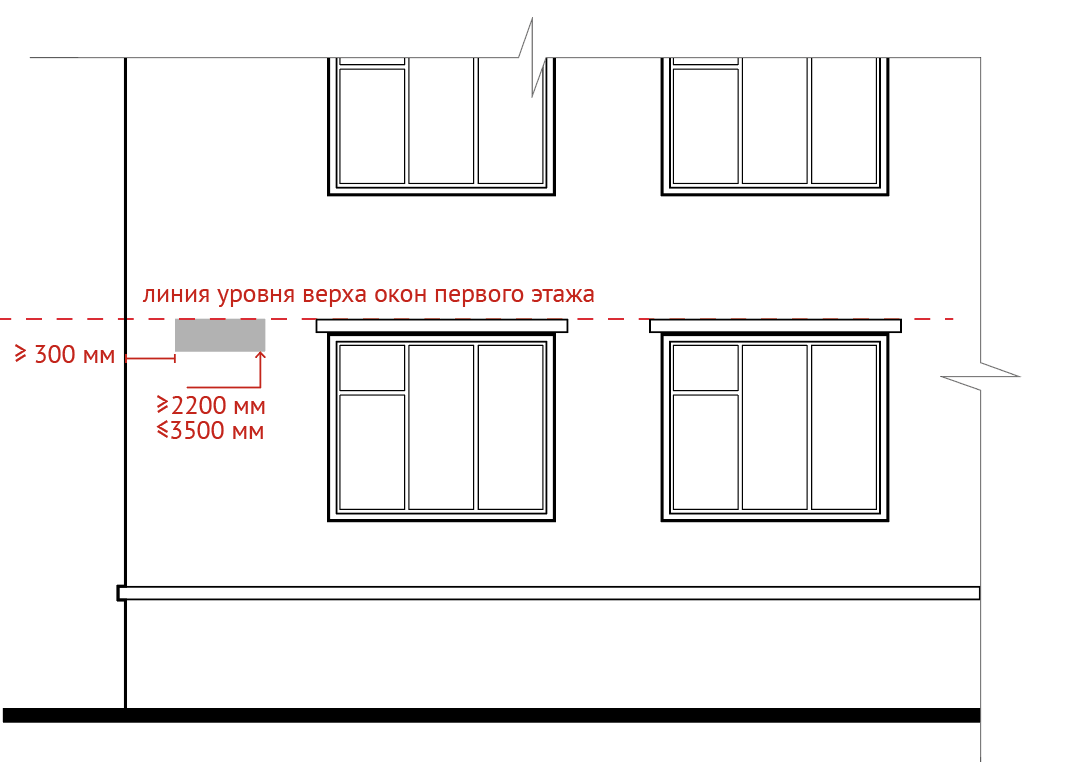 линия уровня верха окон первого этажа
⩾ 300 мм
⩾2200 мм
⩽3500 мм